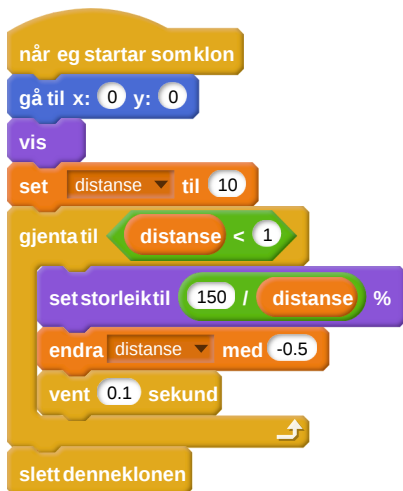 når eg startar som klon
gå til x: 0 y: 0
vis
set distanse til 10
gjenta til distanse < 1
set storleik til 150 / distanse %
endra distanse med -0.5
vent 0.1 sekund
slett denne klonen